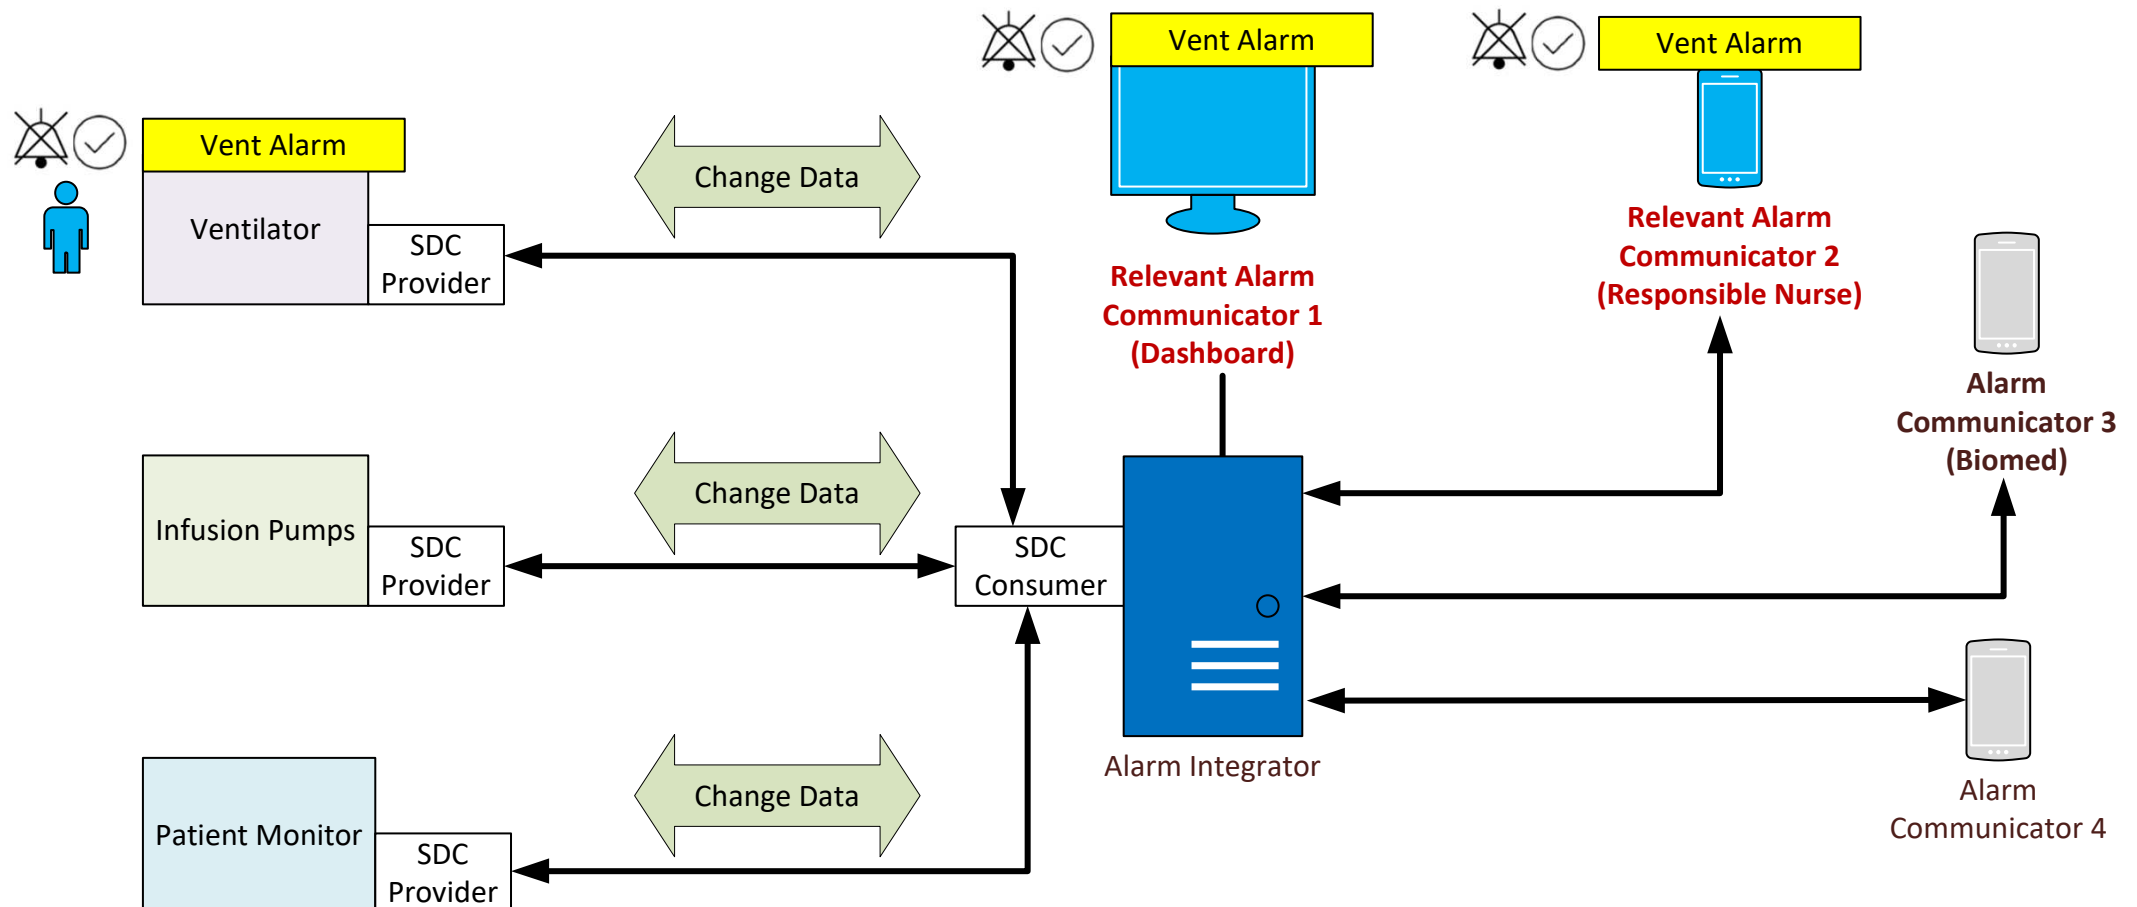 Vent Alarm
Vent Alarm
Vent Alarm
Ventilator
SDC
Provider
Change Data
Relevant Alarm
Communicator 1
(Dashboard)
Relevant Alarm
Communicator 2
(Responsible Nurse)
Alarm
Communicator 3
(Biomed)
Infusion Pumps
SDC
Provider
Change Data
SDC
Consumer
Alarm Integrator
Patient Monitor
SDC
Provider
Change Data
Alarm
Communicator 4